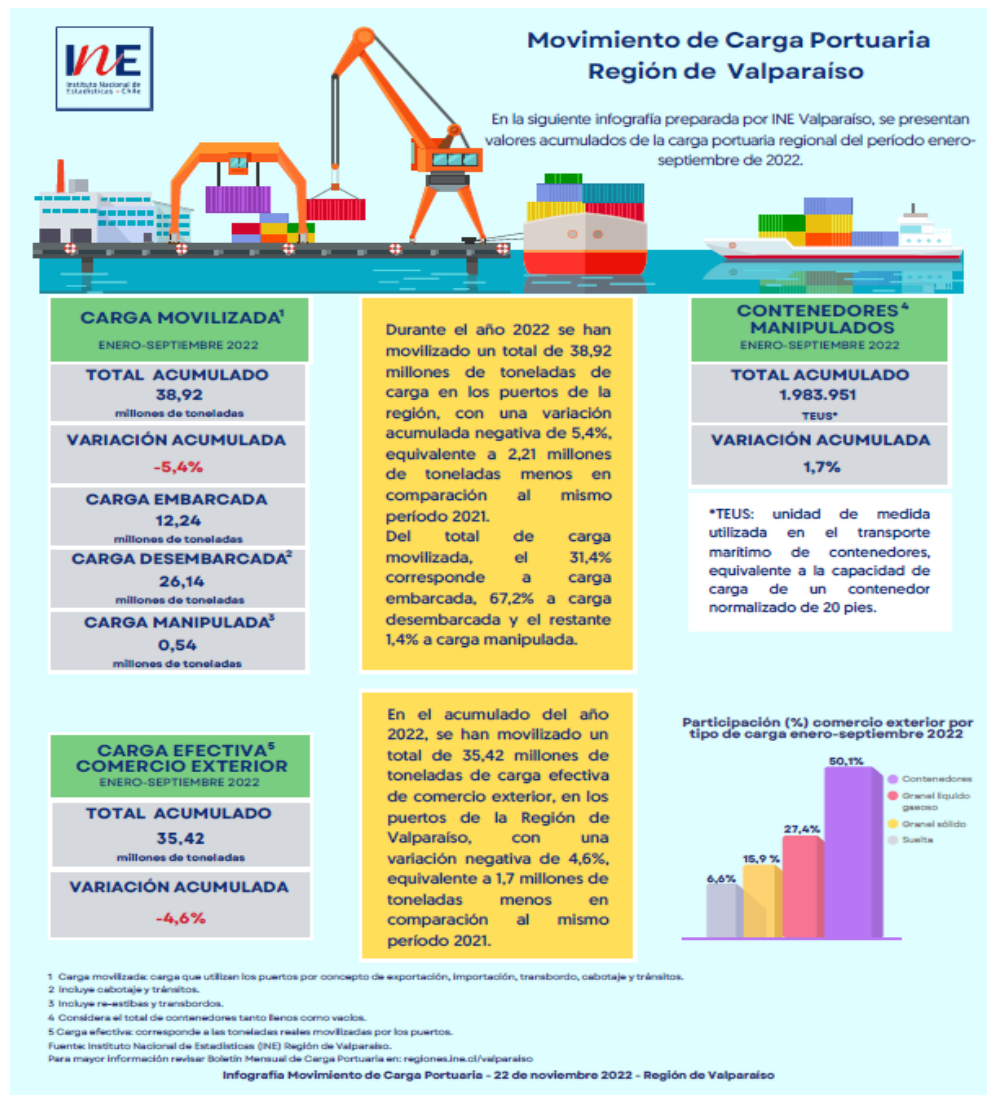 INE
Instituto Nacional de
Estadísticas - Chile
Movimiento de Carga Portuaria
Región de Valparaíso
En la siguiente infografía preparada por INE Valparaíso, se presentan
valores acumulados de la carga portuaria regional del período enero-
septiembre de 2022.
CARGA MOVILIZADA¹
ENERO-SEPTIEMBRE 2022
TOTAL ACUMULADO
38,92
millones de toneladas
VARIACIÓN ACUMULADA
-5,4%
CARGA EMBARCADA
12,24
millones de toneladas
CARGA DESEMBARCADA²
26,14
millones de toneladas
CARGA MANIPULADA³
0,54
millones de toneladas
Durante el año 2022 se han
movilizado un total de 38,92
millones de toneladas de
carga en los puertos de la
región, con una variación
acumulada negativa de 5,4%,
equivalente a 2,21 millones
de toneladas menos en
comparación al mismo
período 2021.
Del total de carga
movilizada, el 31,4%
corresponde a carga
embarcada, 67,2% a carga
desembarcada y el restante
1,4% a carga manipulada.
CONTENEDORES⁴
MANIPULADOS
ENERO-SEPTIEMBRE 2022
TOTAL ACUMULADO
1.983.951
TEUS*
VARIACIÓN ACUMULADA
1,7%
*TEUS: unidad de medida
utilizada en el transporte
marítimo de contenedores,
equivalente a la capacidad de
carga de un contenedor
normalizado de 20 pies.
CARGA EFECTIVA⁵
COMERCIO EXTERIOR
ENERO-SEPTIEMBRE 2022
TOTAL ACUMULADO
35,42
millones de toneladas
VARIACIÓN ACUMULADA
-4,6%
En el acumulado del año
2022, se han movilizado un
total de 35,42 millones de
toneladas de carga efectiva
de comercio exterior, en los
puertos de la Región de
Valparaíso, con una
variación negativa de 4,6%,
equivalente a 1,7 millones de
toneladas menos en
comparación al mismo
período 2021.
Participación (%) comercio exterior por
tipo de carga enero-septiembre 2022
50,1%
27,4%
15,9 %
6,6%
Contenedores
Granel líquido
gaseoso
Granel sólido
Suelta
1 Carga movilizada: carga que utilizan los puertos por concepto de exportación, importación, transbordo, cabotaje y tránsitos.
2 Incluye cabotaje y tránsitos.
3 Incluye re-estibas y transbordos.
4 Considera el total de contenedores tanto llenos como vacíos.
5 Carga efectiva: corresponde a las toneladas reales movilizadas por los puertos.
Fuente: Instituto Nacional de Estadísticas (INE) Región de Valparaíso.
Para mayor información revisar Boletín Mensual de Carga Portuaria en: regiones.ine.cl/valparaiso
Infografía Movimiento de Carga Portuaria - 22 de noviembre 2022 - Región de Valparaíso